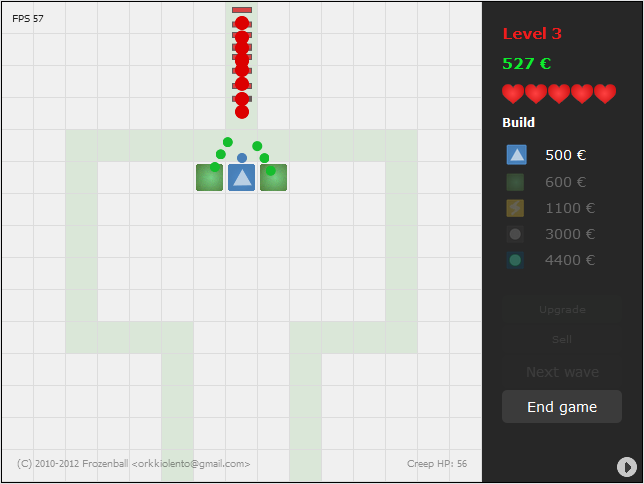 FPS 57
Level 3
527 €
Build
500 €
600 €
1100 €
3000 €
4400 €
Upgrade
Sell
Next wave
End game
(C) 2010-2012 Frozenball <orkkiolento@gmail.com>
Creep HP: 56